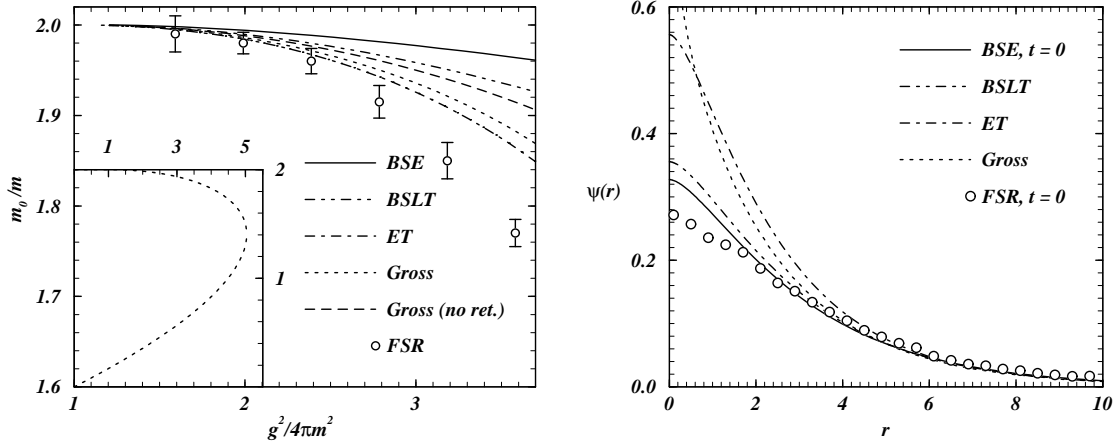 2.0
1.9
1.8
1.7
1.6
m₀/m
1 2 3
g²/4πm²
1 3 5
2
1
BSE
BSLT
ET
Gross
Gross (no ret.)
FSR
0.6
0.4
0.2
0.0
ψ(r)
0 2 4 6 8 10
r
BSE, t = 0
BSLT
ET
Gross
FSR, t = 0